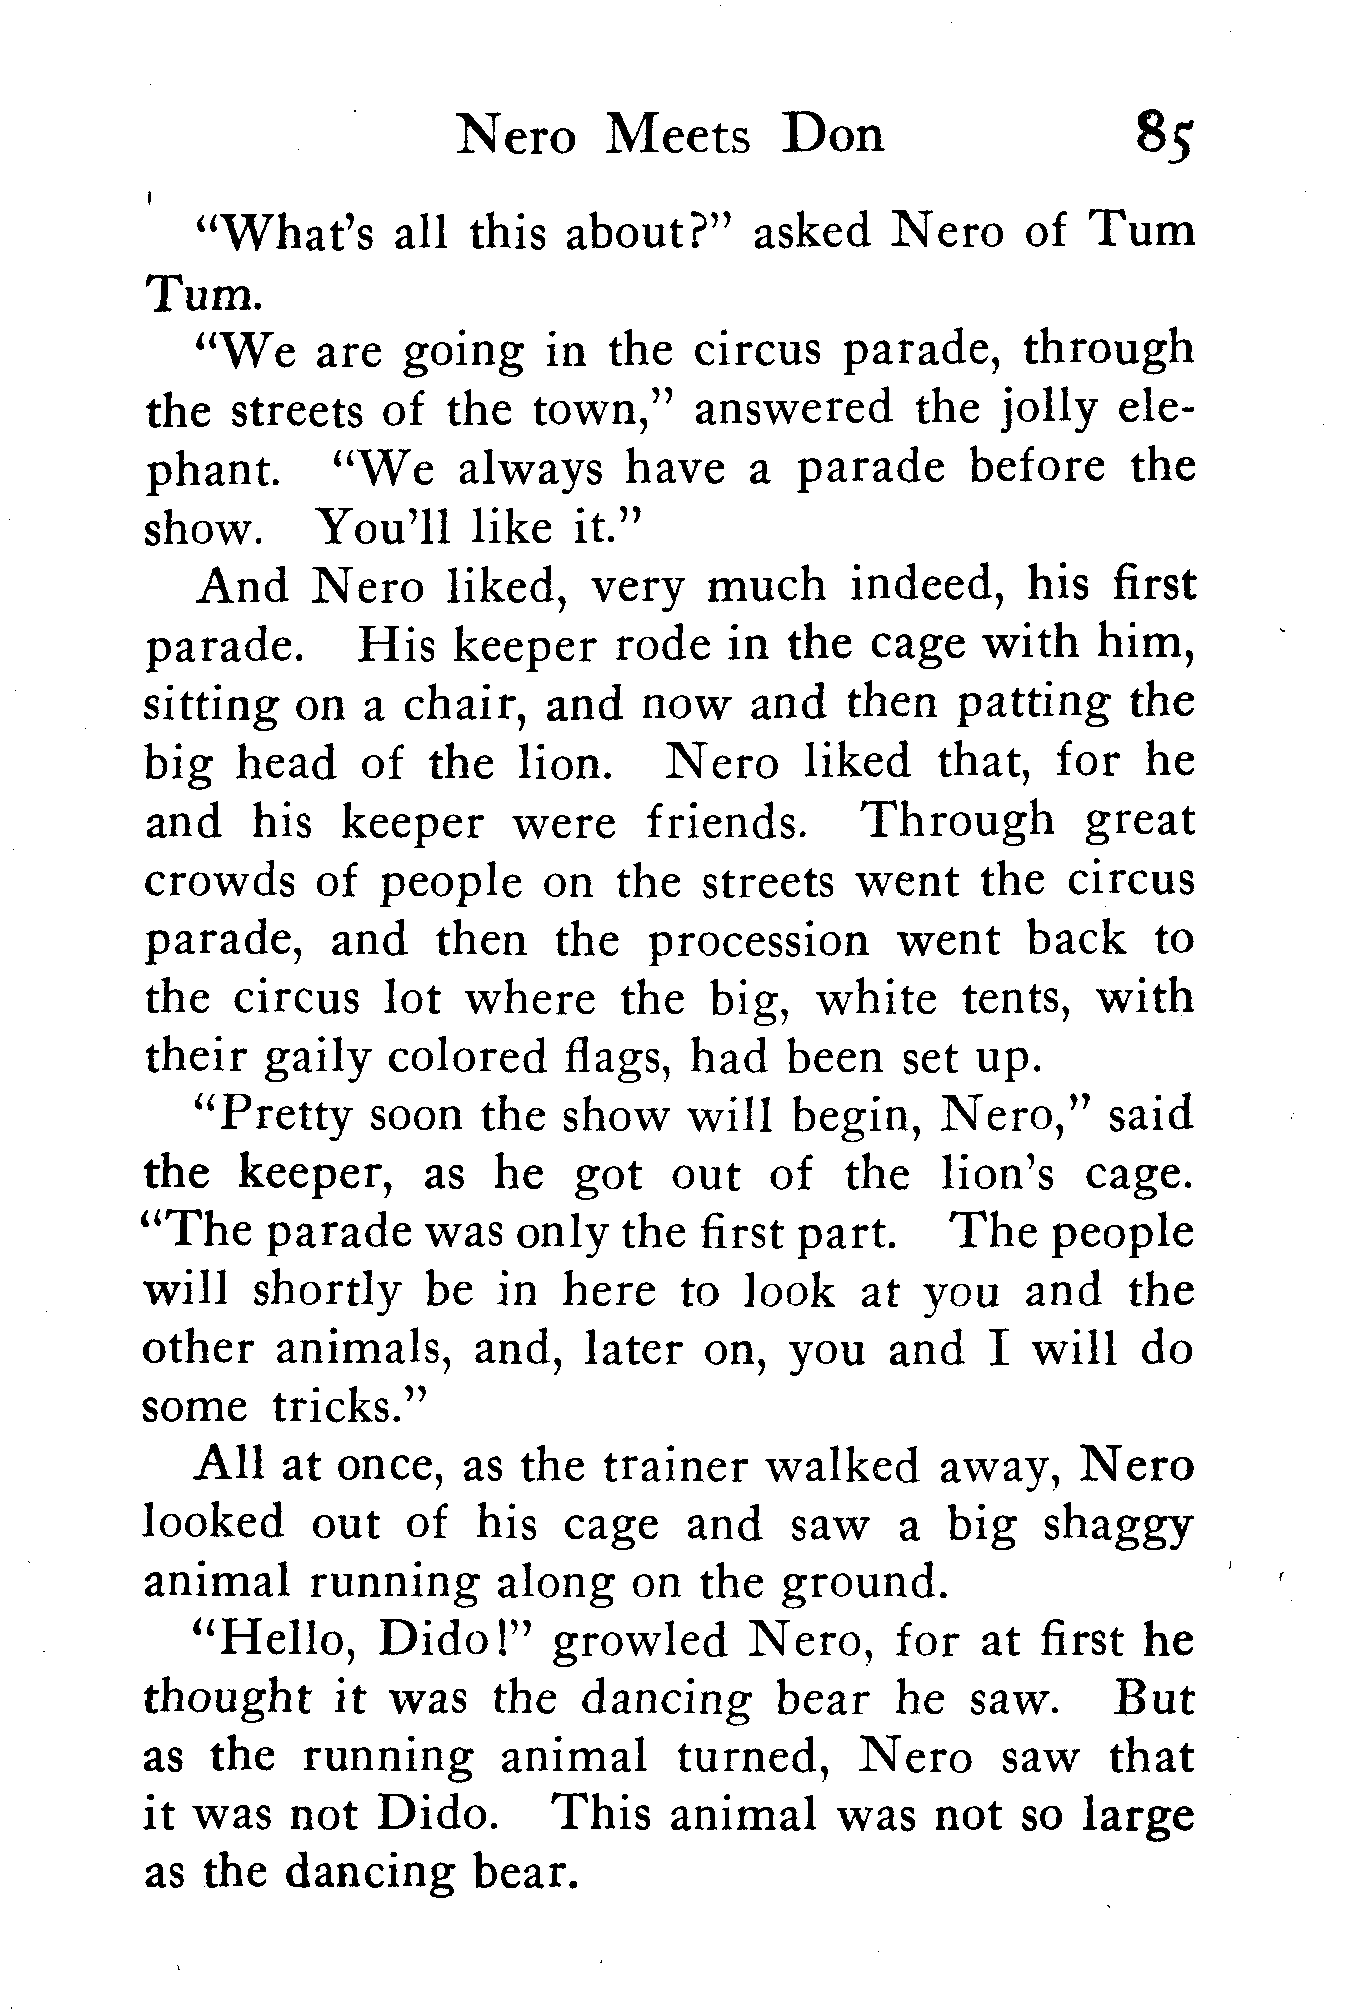 Nero Meets Don 85
“What’s all this about?” asked Nero of Tum
Tum.
“We are going in the circus parade, through
the streets of the town,” answered the jolly ele-
phant. “We always have a parade before the
show. You’ll like it.”
And Nero liked, very much indeed, his first
parade. His keeper rode in the cage with him,
sitting on a chair, and now and then patting the
big head of the lion. Nero liked that, for he
and his keeper were friends. Through great
crowds of people on the streets went the circus
parade, and then the procession went back to
the circus lot where the big, white tents, with
their gaily colored flags, had been set up.
“Pretty soon the show will begin, Nero,” said
the keeper, as he got out of the lion’s cage.
“The parade was only the first part. The people
will shortly be in here to look at you and the
other animals, and, later on, you and I will do
some tricks.”
All at once, as the trainer walked away, Nero
looked out of his cage and saw a big shaggy
animal running along on the ground.
“Hello, Dido!” growled Nero, for at first he
thought it was the dancing bear he saw. But
as the running animal turned, Nero saw that
it was not Dido. This animal was not so large
as the dancing bear.